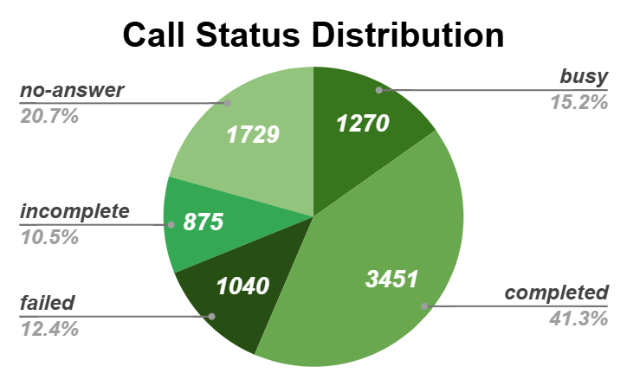 Call Status Distribution
no-answer
20.7%
busy
15.2%
1729
1270
incomplete
10.5%
875
1040
3451
completed
41.3%
failed
12.4%